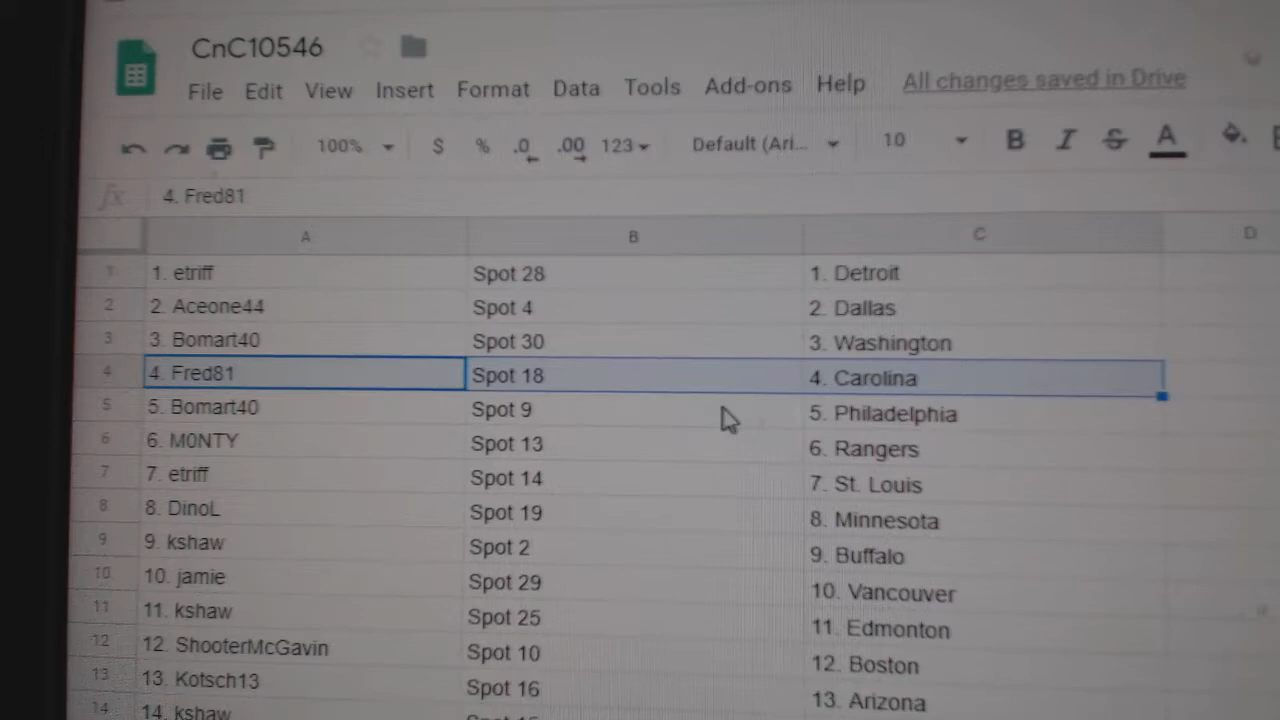 CnC10546
File Edit View Insert Format Data Tools Add-ons Help All changes saved in Drive
100% $ % .0 .00 123 Default (Ari... 10 B I S A
fx 4. Fred81
A B C D
1 1. etriff Spot 28 1. Detroit
2 2. Aceone44 Spot 4 2. Dallas
3 3. Bomart40 Spot 30 3. Washington
4 4. Fred81 Spot 18 4. Carolina
5 5. Bomart40 Spot 9 5. Philadelphia
6 6. M0NTY Spot 13 6. Rangers
7 7. etriff Spot 14 7. St. Louis
8 8. DinoL Spot 19 8. Minnesota
9 9. kshaw Spot 2 9. Buffalo
10 10. jamie Spot 29 10. Vancouver
11 11. kshaw Spot 25 11. Edmonton
12 12. ShooterMcGavin Spot 10 12. Boston
13 13. Kotsch13 Spot 16 13. Arizona
14 14. kshaw